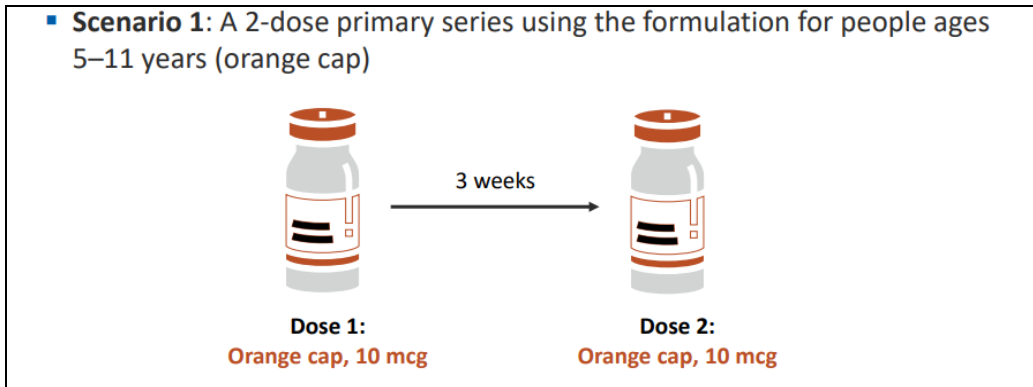 ▪ Scenario 1: A 2-dose primary series using the formulation for people ages
5–11 years (orange cap)
3 weeks
Dose 1:
Orange cap, 10 mcg
Dose 2:
Orange cap, 10 mcg